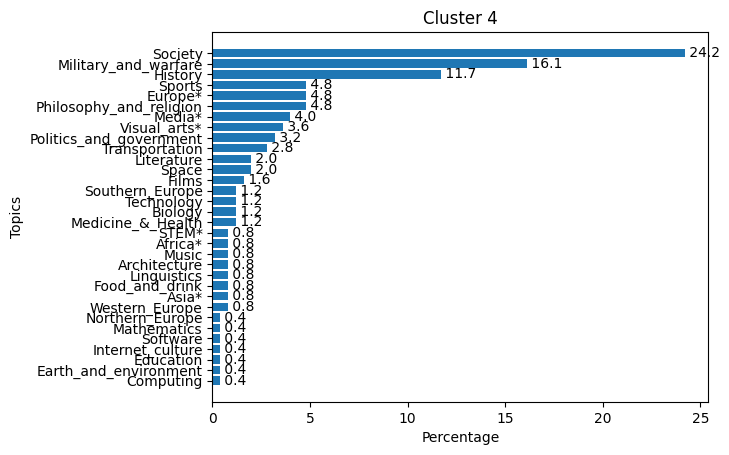 Cluster 4
Society 24.2
Military_and_warfare 16.1
History 11.7
Sports 4.8
Europe* 4.8
Philosophy_and_religion 4.8
Media* 4.0
Visual_arts* 3.6
Politics_and_government 3.2
Transportation 2.8
Literature 2.0
Space 2.0
Films 1.6
Southern_Europe 1.2
Technology 1.2
Biology 1.2
Medicine_&_Health 1.2
STEM* 0.8
Africa* 0.8
Music 0.8
Architecture 0.8
Linguistics 0.8
Food_and_drink 0.8
Asia* 0.8
Western_Europe 0.8
Northern_Europe 0.4
Mathematics 0.4
Software 0.4
Internet_culture 0.4
Education 0.4
Earth_and_environment 0.4
Computing 0.4
Topics
0 5 10 15 20 25
Percentage